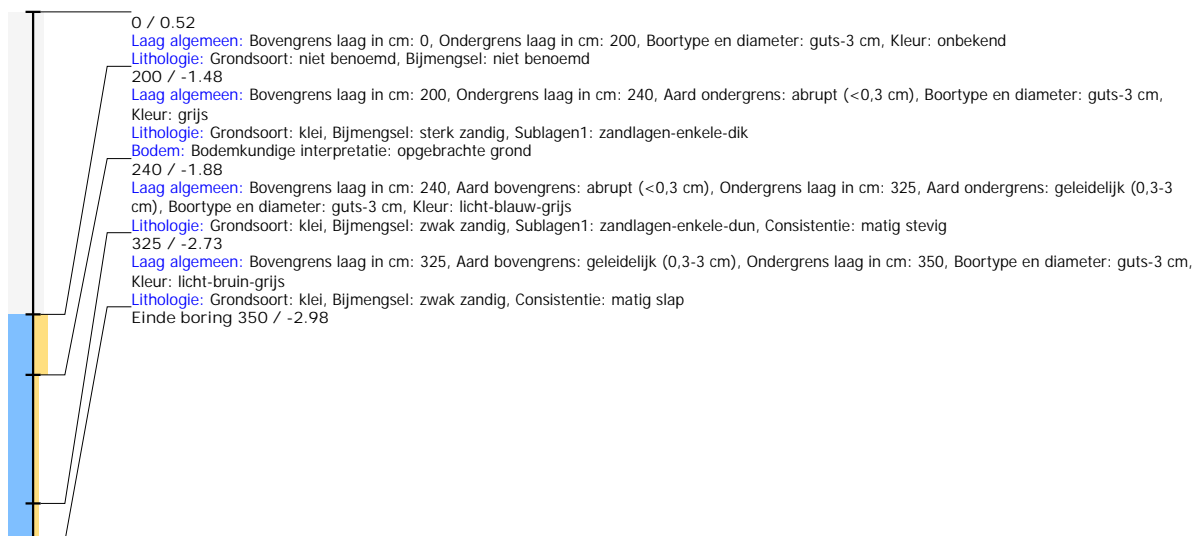 0 / 0.52
Laag algemeen: Bovengrens laag in cm: 0, Ondergrens laag in cm: 200, Boortype en diameter: guts-3 cm, Kleur: onbekend
Lithologie: Grondsoort: niet benoemd, Bijmengsel: niet benoemd
200 / -1.48
Laag algemeen: Bovengrens laag in cm: 200, Ondergrens laag in cm: 240, Aard ondergrens: abrupt (<0,3 cm), Boortype en diameter: guts-3 cm,
Kleur: grijs
Lithologie: Grondsoort: klei, Bijmengsel: sterk zandig, Sublagen1: zandlagen-enkele-dik
Bodem: Bodemkundige interpretatie: opgebrachte grond
240 / -1.88
Laag algemeen: Bovengrens laag in cm: 240, Aard bovengrens: abrupt (<0,3 cm), Ondergrens laag in cm: 325, Aard ondergrens: geleidelijk (0,3-3
cm), Boortype en diameter: guts-3 cm, Kleur: licht-blauw-grijs
Lithologie: Grondsoort: klei, Bijmengsel: zwak zandig, Sublagen1: zandlagen-enkele-dun, Consistentie: matig stevig
325 / -2.73
Laag algemeen: Bovengrens laag in cm: 325, Aard bovengrens: geleidelijk (0,3-3 cm), Ondergrens laag in cm: 350, Boortype en diameter: guts-3 cm,
Kleur: licht-bruin-grijs
Lithologie: Grondsoort: klei, Bijmengsel: zwak zandig, Consistentie: matig slap
Einde boring 350 / -2.98